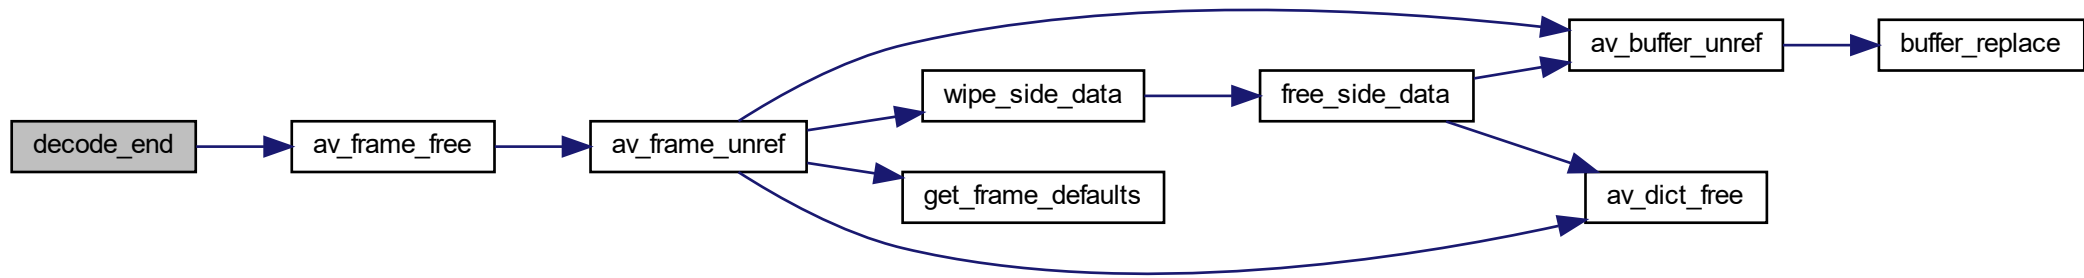 decode_end
av_frame_free
av_frame_unref
wipe_side_data
get_frame_defaults
free_side_data
av_buffer_unref
av_dict_free
buffer_replace